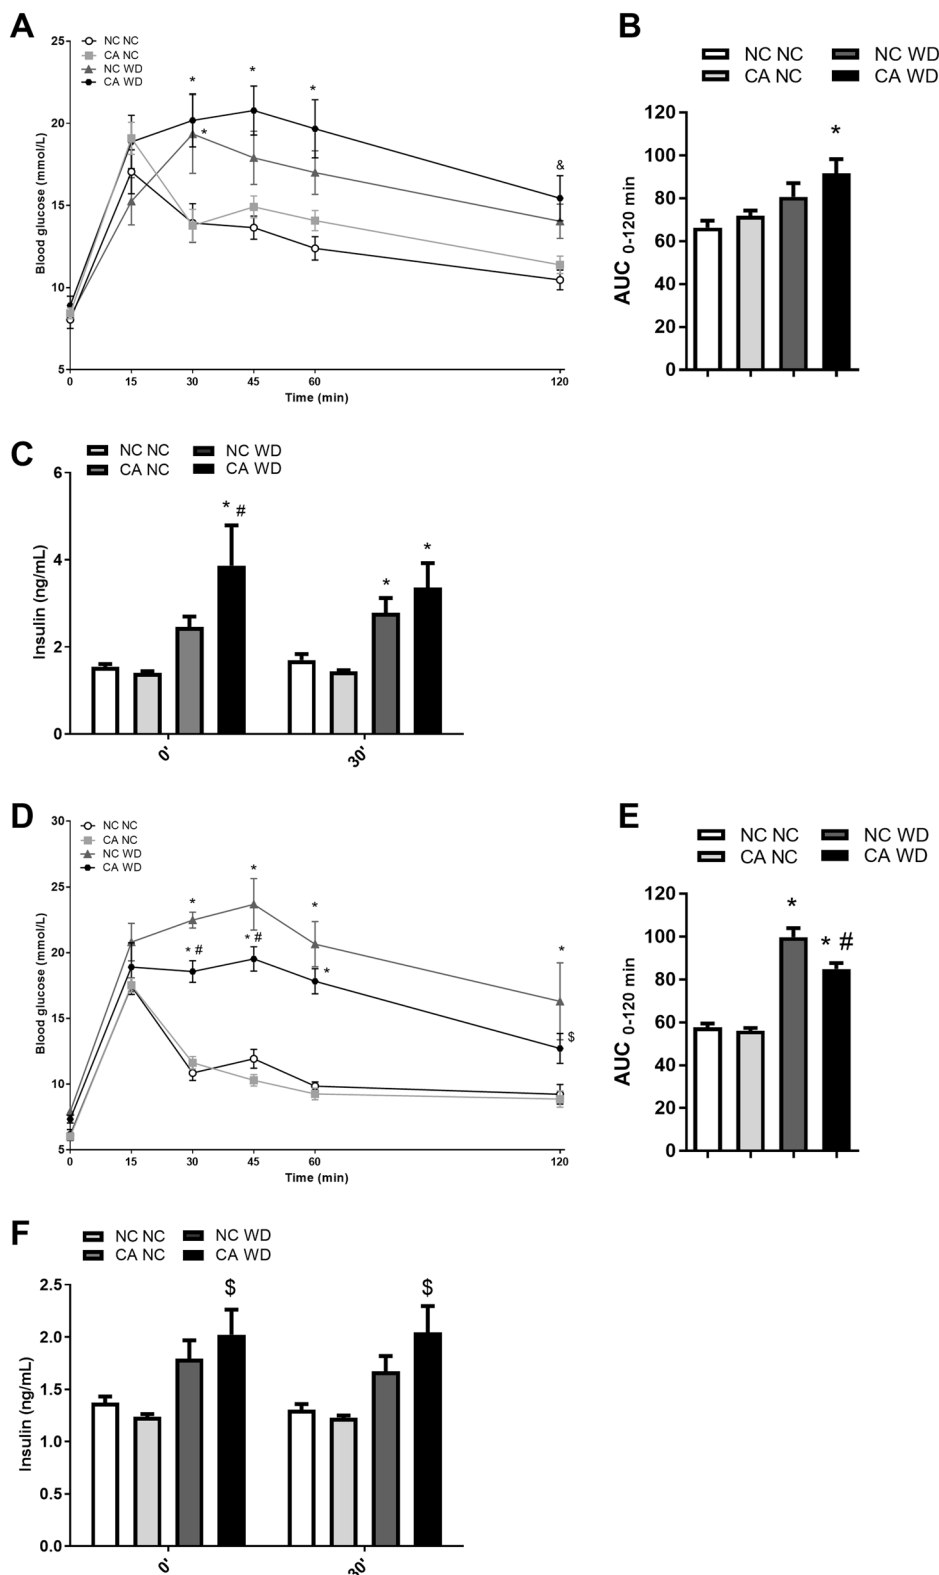 A
NC NC
CA NC
NC WD
CA WD
25
20
15
10
5
Blood glucose (mmol/L)
* * *
*
&
0 15 30 45 60 120
Time (min)
B
NC NC NC WD
CA NC CA WD
120
100
80
60
40
20
0
AUC 0-120 min
*
C
NC NC NC WD
CA NC CA WD
6
4
2
0
Insulin (ng/mL)
* #
*
*
0' 30'
D
NC NC
CA NC
NC WD
CA WD
30
25
20
15
10
5
Blood glucose (mmol/L)
* * * *
* # * # *
$
0 15 30 45 60 120
Time (min)
E
NC NC NC WD
CA NC CA WD
120
100
80
60
40
20
0
AUC 0-120 min
*
* #
F
NC NC NC WD
CA NC CA WD
2.5
2.0
1.5
1.0
0.5
0.0
Insulin (ng/mL)
$ $
0' 30'